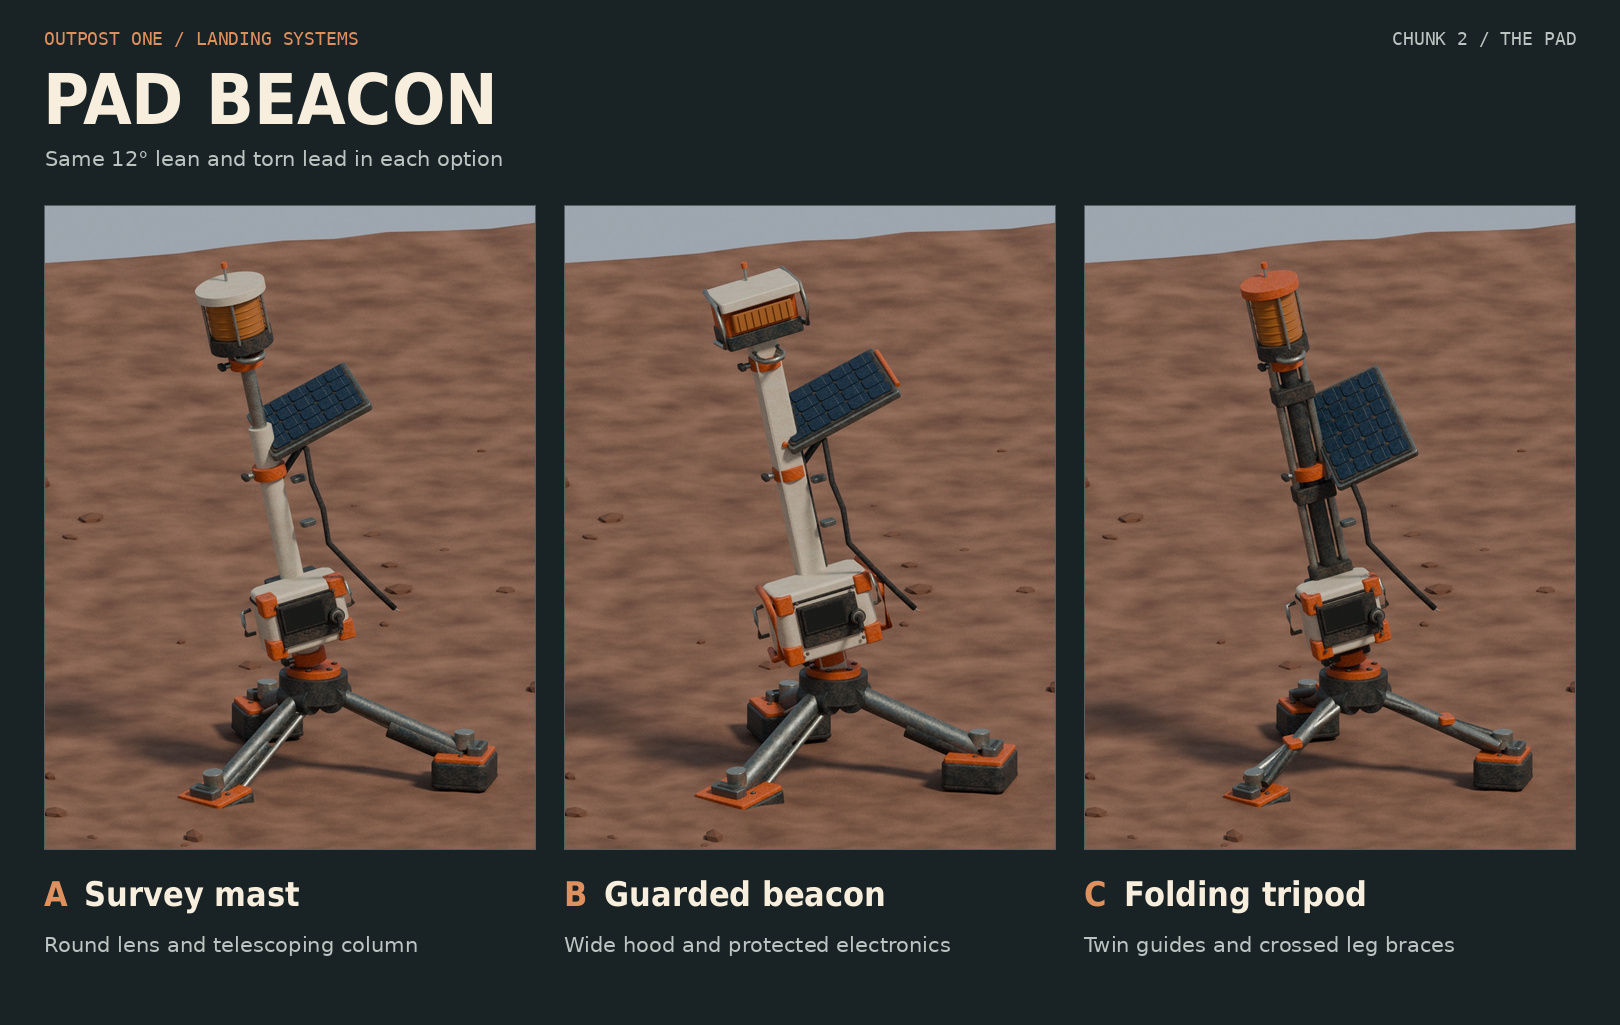 OUTPOST ONE / LANDING SYSTEMS
CHUNK 2 / THE PAD
PAD BEACON
Same 12° lean and torn lead in each option
A Survey mast
Round lens and telescoping column
B Guarded beacon
Wide hood and protected electronics
C Folding tripod
Twin guides and crossed leg braces